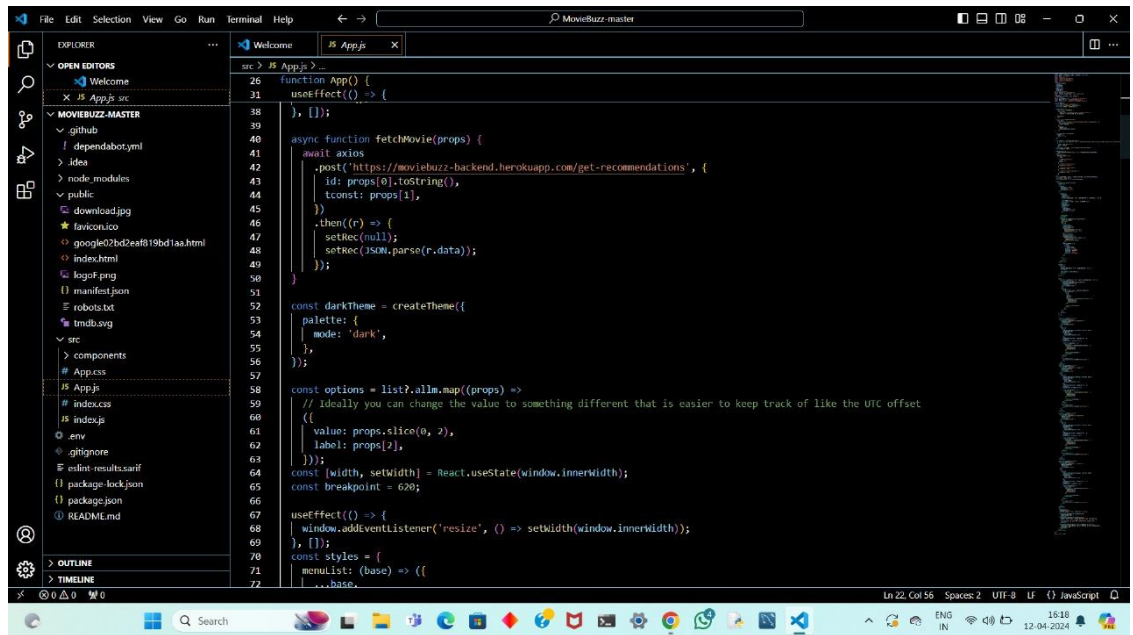 File Edit Selection View Go Run Terminal Help
MovieBuzz-master
EXPLORER
OPEN EDITORS
Welcome
App.js src
MOVIEBUZZ-MASTER
.github
dependabot.yml
.idea
node_modules
public
download.jpg
favicon.ico
google02bd2eaf819bd1aa.html
index.html
logoF.png
manifest.json
robots.txt
tmdb.svg
src
components
# App.css
JS App.js
# index.css
JS index.js
.env
.gitignore
eslint-results.sarif
package-lock.json
package.json
README.md
OUTLINE
TIMELINE
Welcome
JS App.js
src > JS App.js > ...
26 function App() {
31 useEffect(() => {
38 }, []);
39
40 async function fetchMovie(props) {
41 await axios
42 .post('https://moviebuzz-backend.herokuapp.com/get-recommendations', {
43 id: props[0].toString(),
44 tconst: props[1],
45 })
46 .then((r) => {
47 setRec(null);
48 setRec(JSON.parse(r.data));
49 });
50 }
51
52 const darkTheme = createTheme({
53 palette: {
54 mode: 'dark',
55 },
56 });
57
58 const options = list?.allm.map((props) =>
59 // Ideally you can change the value to something different that is easier to keep track of like the UTC offset
60 ({
61 value: props.slice(0, 2),
62 label: props[2],
63 }));
64 const [width, setWidth] = React.useState(window.innerWidth);
65 const breakpoint = 620;
66
67 useEffect(() => {
68 window.addEventListener('resize', () => setWidth(window.innerWidth));
69 }, []);
70 const styles = {
71 menuList: (base) => ({
72 ...base,
0 0 0
Ln 22, Col 56 Spaces: 2 UTF-8 LF {} JavaScript
Search
ENG
IN
16:18
12-04-2024